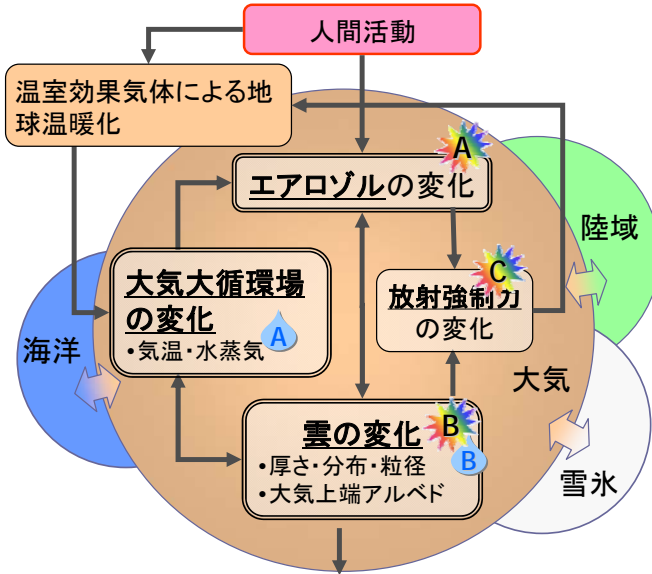 人間活動
温室効果気体による地
球温暖化
A
エアロゾルの変化
陸域
C
放射強制力
の変化
大気大循環場
の変化
A
・気温・水蒸気
海洋
大気
B
雲の変化
B
・厚さ・分布・粒径
・大気上端アルベド
雪氷